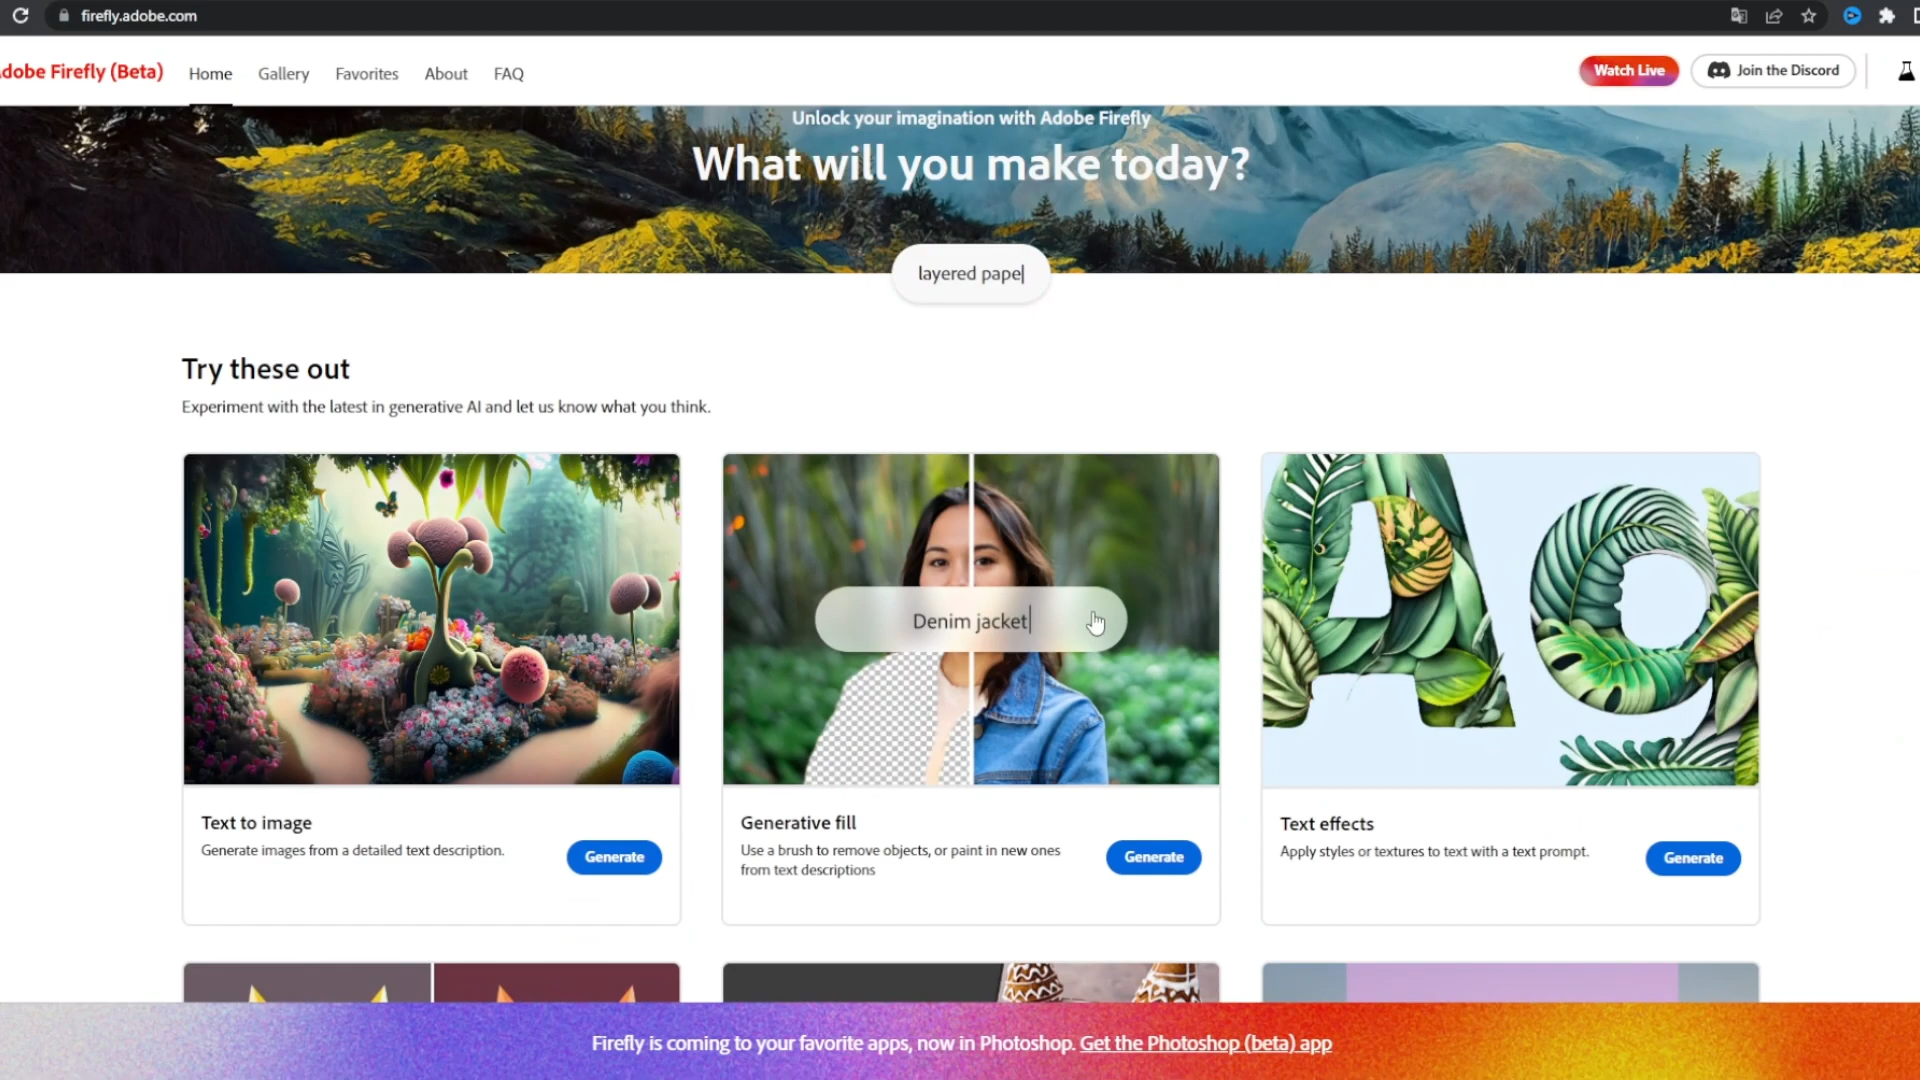 firefly.adobe.com
dobe Firefly (Beta)
Home
Gallery
Favorites
About
FAQ
Watch Live
Join the Discord
Unlock your imagination with Adobe Firefly
What will you make today?
layered pape
Try these out
Experiment with the latest in generative AI and let us know what you think.
Denim jacket
Ag
Text to image
Generate images from a detailed text description.
Generate
Generative fill
Use a brush to remove objects, or paint in new ones
from text descriptions
Generate
Text effects
Apply styles or textures to text with a text prompt.
Generate
Firefly is coming to your favorite apps, now in Photoshop. Get the Photoshop (beta) app